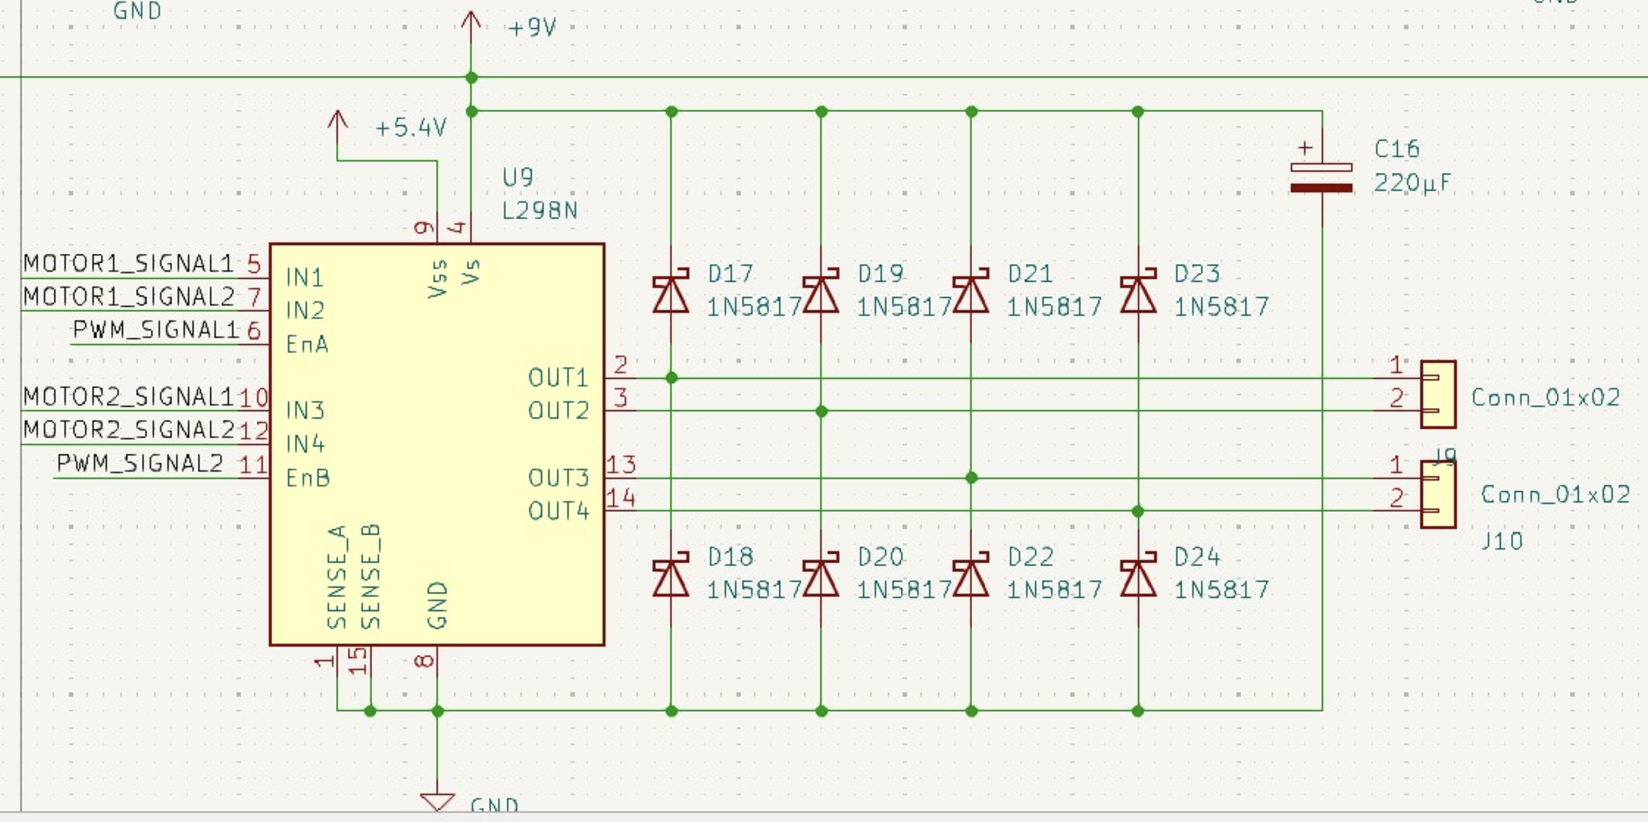 GND
+9V
+5.4V
U9
L298N
9
4
Vss
Vs
C16
+
220µF
MOTOR1_SIGNAL1 5 IN1
MOTOR1_SIGNAL2 7 IN2
PWM_SIGNAL1 6 EnA
MOTOR2_SIGNAL1 10 IN3
MOTOR2_SIGNAL2 12 IN4
PWM_SIGNAL2 11 EnB
OUT1 2
OUT2 3
OUT3 13
OUT4 14
SENSE_A
SENSE_B
GND
1
15
8
D17
1N5817
D19
1N5817
D21
1N5817
D23
1N5817
1
2
Conn_01x02
J9
1
2
Conn_01x02
J10
D18
1N5817
D20
1N5817
D22
1N5817
D24
1N5817
GND